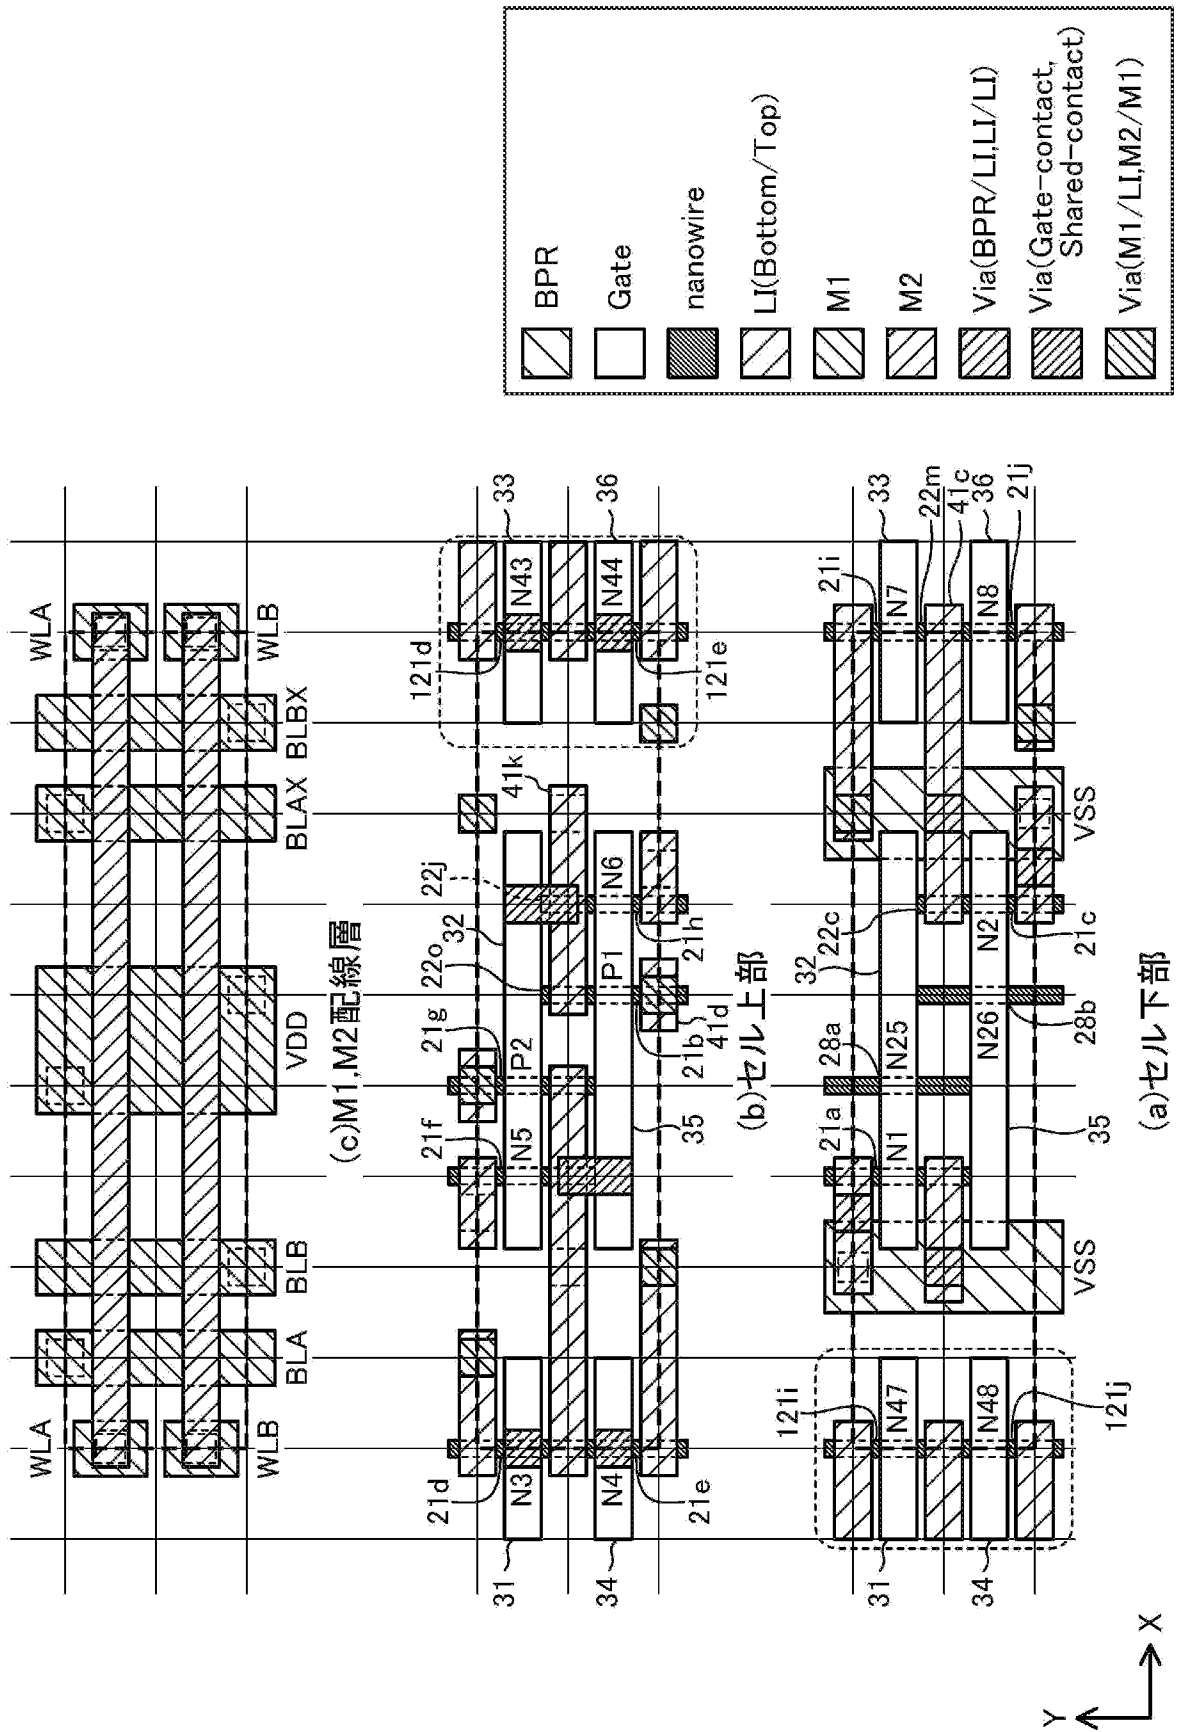 WLA
WLA
WLB
WLB
BLA
BLB
VDD
BLAX
BLBX
(c)M1,M2配線層
21d
N3
31
N4
34
21e
21f
N5
21g
P2
22o
32
22j
41k
N6
P1
35
21b
41d
21h
121d
N43
33
N44
36
121e
(b)セル上部
121i
N47
31
N48
34
121j
VSS
21a
N1
28a
N25
32
22c
N26
N2
35
28b
21c
VSS
21i
33
N7
22m
41c
N8
36
21j
(a)セル下部
Y
X
BPR
Gate
nanowire
LI(Bottom/Top)
M1
M2
Via(BPR/LI,LI/LI)
Via(Gate-contact,
Shared-contact)
Via(M1/LI,M2/M1)